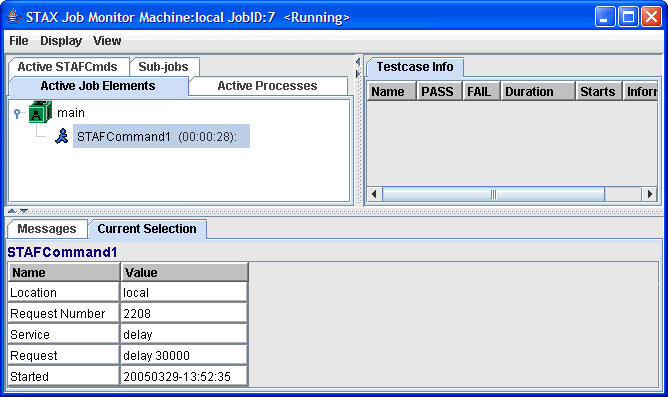 STAX Job Monitor Machine:local JobID:7 <Running>
File Display View
Active STAFCmds Sub-jobs
Active Job Elements Active Processes
A main
STAFCommand1 (00:00:28):
Testcase Info
Name PASS FAIL Duration Starts Inforr
Messages Current Selection
STAFCommand1
Name Value
Location local
Request Number 2208
Service delay
Request delay 30000
Started 20050329-13:52:35